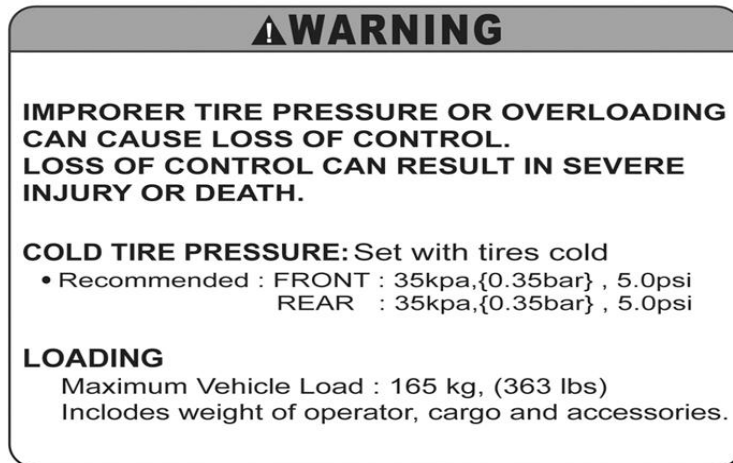 WARNING
IMPRORER TIRE PRESSURE OR OVERLOADING
CAN CAUSE LOSS OF CONTROL.
LOSS OF CONTROL CAN RESULT IN SEVERE
INJURY OR DEATH.
COLD TIRE PRESSURE: Set with tires cold
• Recommended : FRONT : 35kpa,{0.35bar} , 5.0psi
REAR : 35kpa,{0.35bar} , 5.0psi
LOADING
Maximum Vehicle Load : 165 kg, (363 lbs)
Includes weight of operator, cargo and accessories.